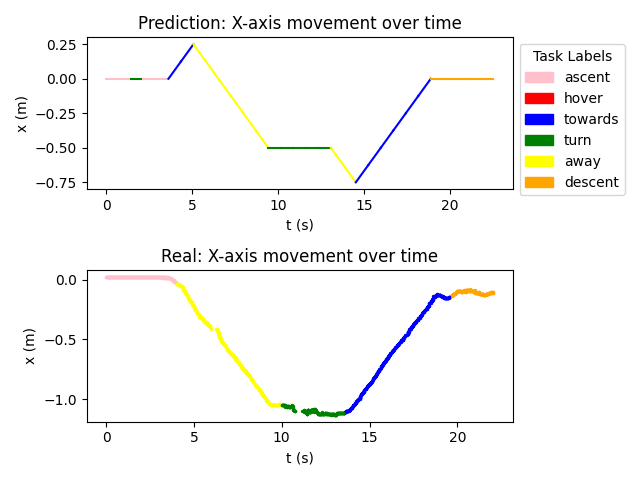 Prediction: X-axis movement over time
0.25
0.00
−0.25
−0.50
−0.75
x (m)
0 5 10 15 20
t (s)
Task Labels
ascent
hover
towards
turn
away
descent
Real: X-axis movement over time
0.0
−0.5
−1.0
x (m)
0 5 10 15 20
t (s)